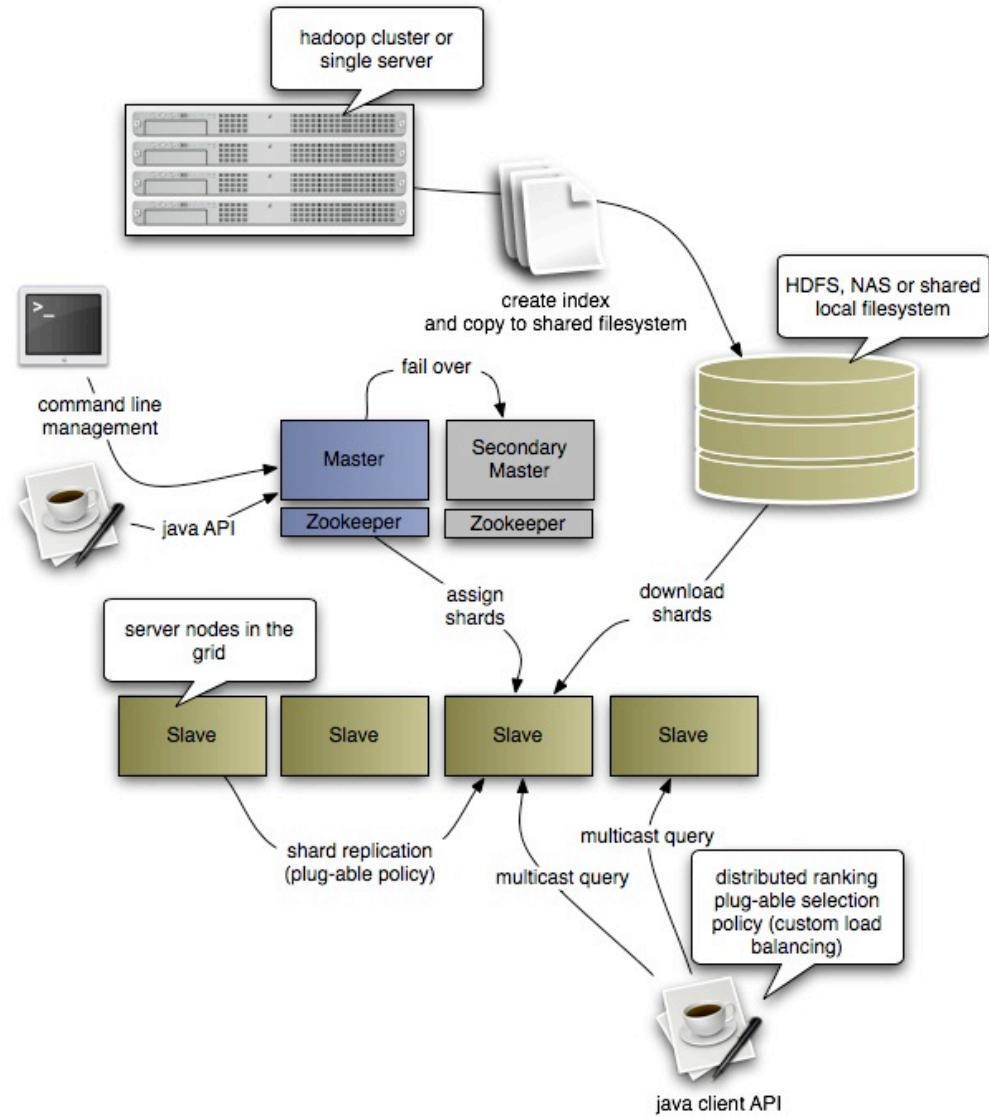 hadoop cluster or
single server
create index
and copy to shared filesystem
HDFS, NAS or shared
local filesystem
>_
command line
management
fail over
Master
Secondary
Master
Zookeeper
Zookeeper
java API
assign
shards
download
shards
server nodes in the
grid
Slave
Slave
Slave
Slave
shard replication
(plug-able policy)
multicast query
multicast query
distributed ranking
plug-able selection
policy (custom load
balancing)
java client API